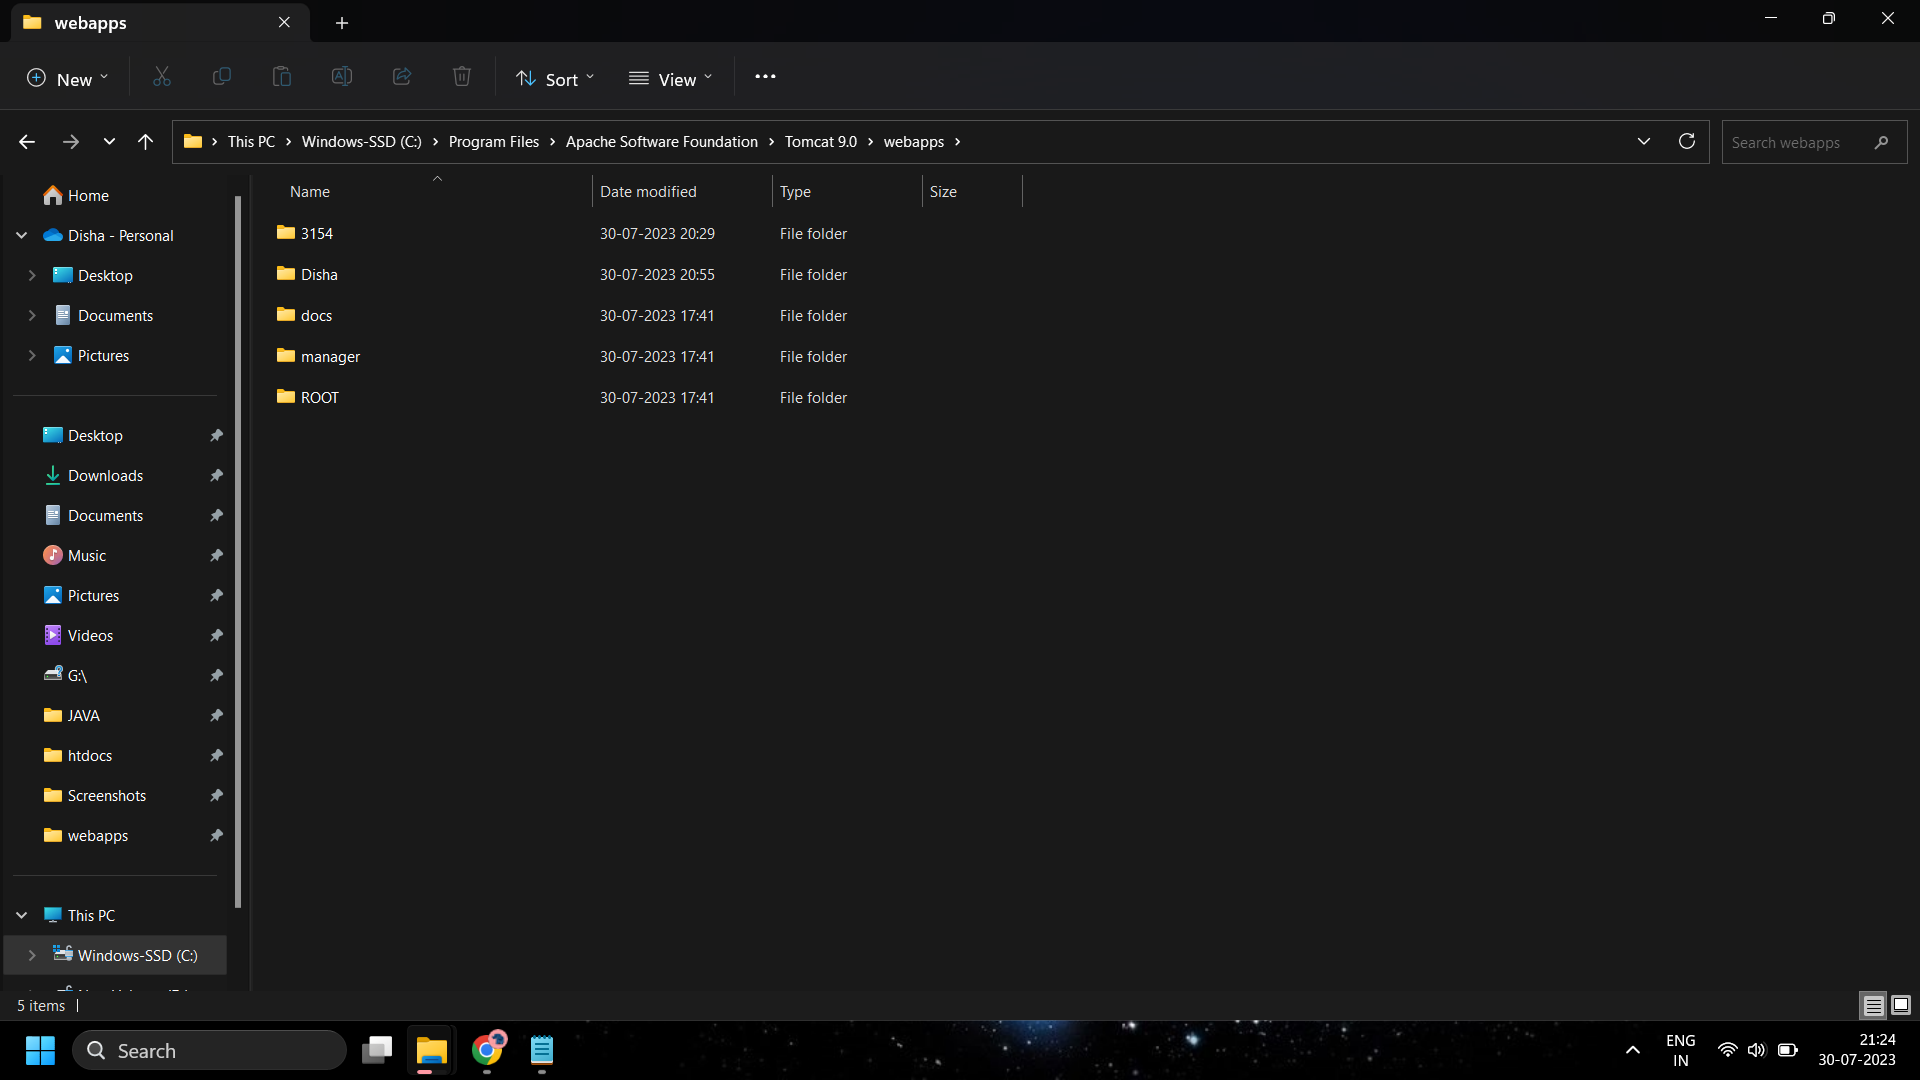 webapps
New
Sort
View
This PC > Windows-SSD (C:) > Program Files > Apache Software Foundation > Tomcat 9.0 > webapps >
Search webapps
Name Date modified Type Size
3154 30-07-2023 20:29 File folder
Disha 30-07-2023 20:55 File folder
docs 30-07-2023 17:41 File folder
manager 30-07-2023 17:41 File folder
ROOT 30-07-2023 17:41 File folder
Home
Disha - Personal
Desktop
Documents
Pictures
Desktop
Downloads
Documents
Music
Pictures
Videos
G:\
JAVA
htdocs
Screenshots
webapps
This PC
Windows-SSD (C:)
5 items
Search
ENG
IN
21:24
30-07-2023